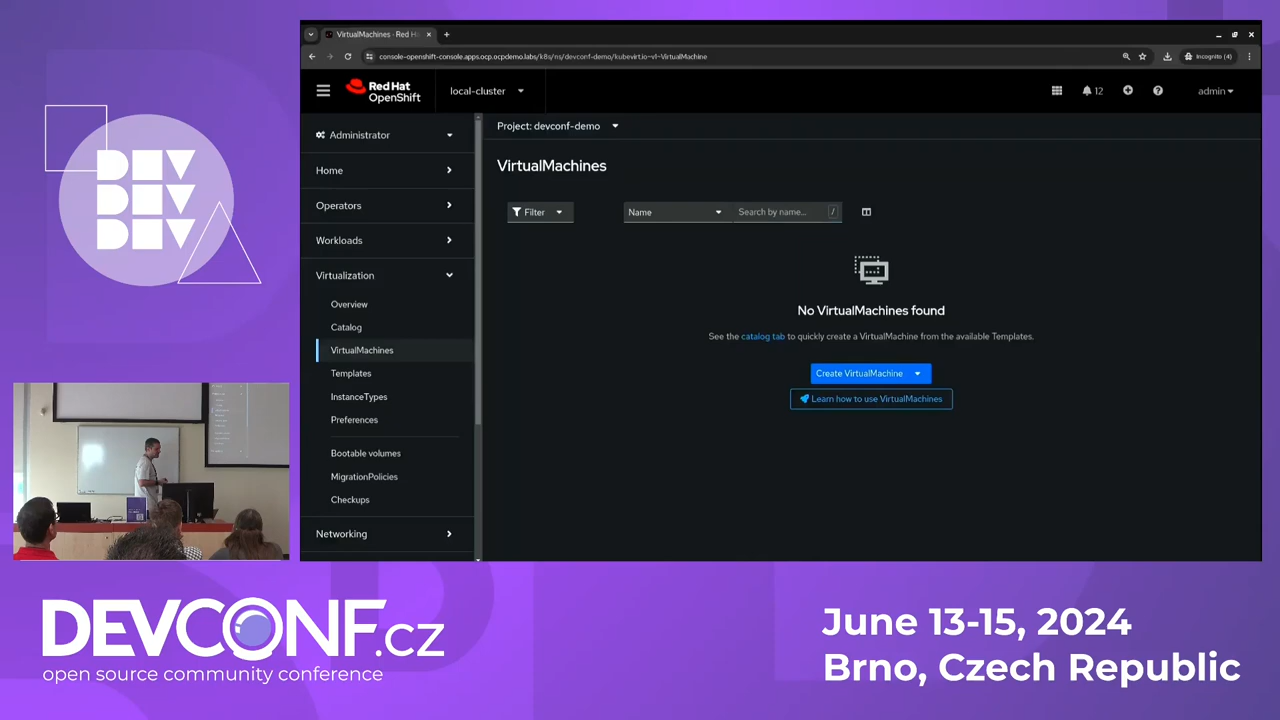 VirtualMachines · Red H
console-openshift-console.apps.ocp.ocpdemo.labs/k8s/ns/devconf-demo/kubevirt.io~v1~VirtualMachine
Incognito (4)
Red Hat
OpenShift
local-cluster
12
admin
Administrator
Home
Operators
Workloads
Virtualization
Overview
Catalog
VirtualMachines
Templates
InstanceTypes
Preferences
Bootable volumes
MigrationPolicies
Checkups
Networking
Project: devconf-demo
VirtualMachines
Filter
Name
Search by name...
/
No VirtualMachines found
See the catalog tab to quickly create a VirtualMachine from the available Templates.
Create VirtualMachine
Learn how to use VirtualMachines
DEV
DEV
DEV
DEVCONF.cz
open source community conference
June 13-15, 2024
Brno, Czech Republic